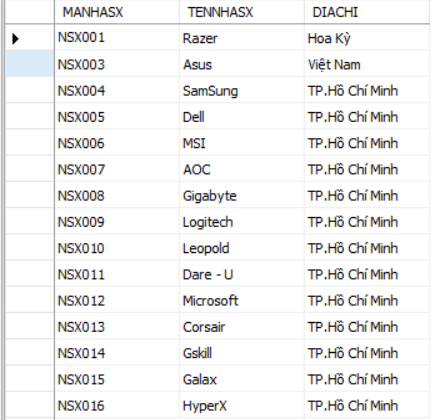 MANHASX TENNHASX DIACHI
NSX001 Razer Hoa Kỳ
NSX003 Asus Việt Nam
NSX004 SamSung TP.Hồ Chí Minh
NSX005 Dell TP.Hồ Chí Minh
NSX006 MSI TP.Hồ Chí Minh
NSX007 AOC TP.Hồ Chí Minh
NSX008 Gigabyte TP.Hồ Chí Minh
NSX009 Logitech TP.Hồ Chí Minh
NSX010 Leopold TP.Hồ Chí Minh
NSX011 Dare - U TP.Hồ Chí Minh
NSX012 Microsoft TP.Hồ Chí Minh
NSX013 Corsair TP.Hồ Chí Minh
NSX014 Gskill TP.Hồ Chí Minh
NSX015 Galax TP.Hồ Chí Minh
NSX016 HyperX TP.Hồ Chí Minh